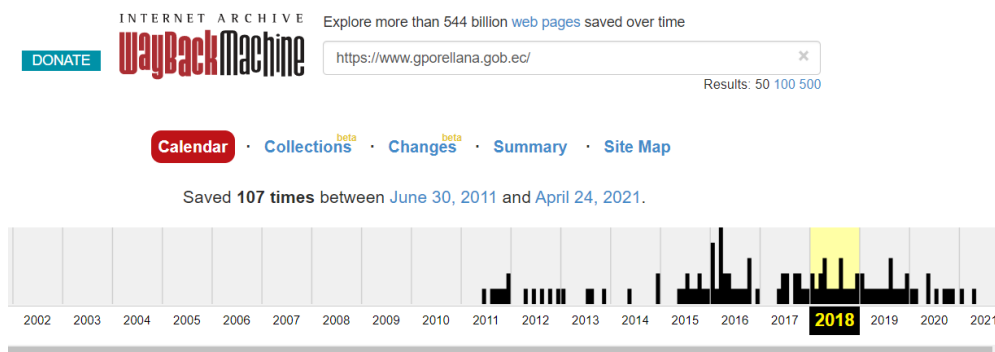 INTERNET ARCHIVE
Explore more than 544 billion web pages saved over time
DONATE
WayBackMachine
https://www.gporellana.gob.ec/ ×
Results: 50 100 500
Calendar · Collections beta · Changes beta · Summary · Site Map
Saved 107 times between June 30, 2011 and April 24, 2021.
2002 2003 2004 2005 2006 2007 2008 2009 2010 2011 2012 2013 2014 2015 2016 2017 2018 2019 2020 2021